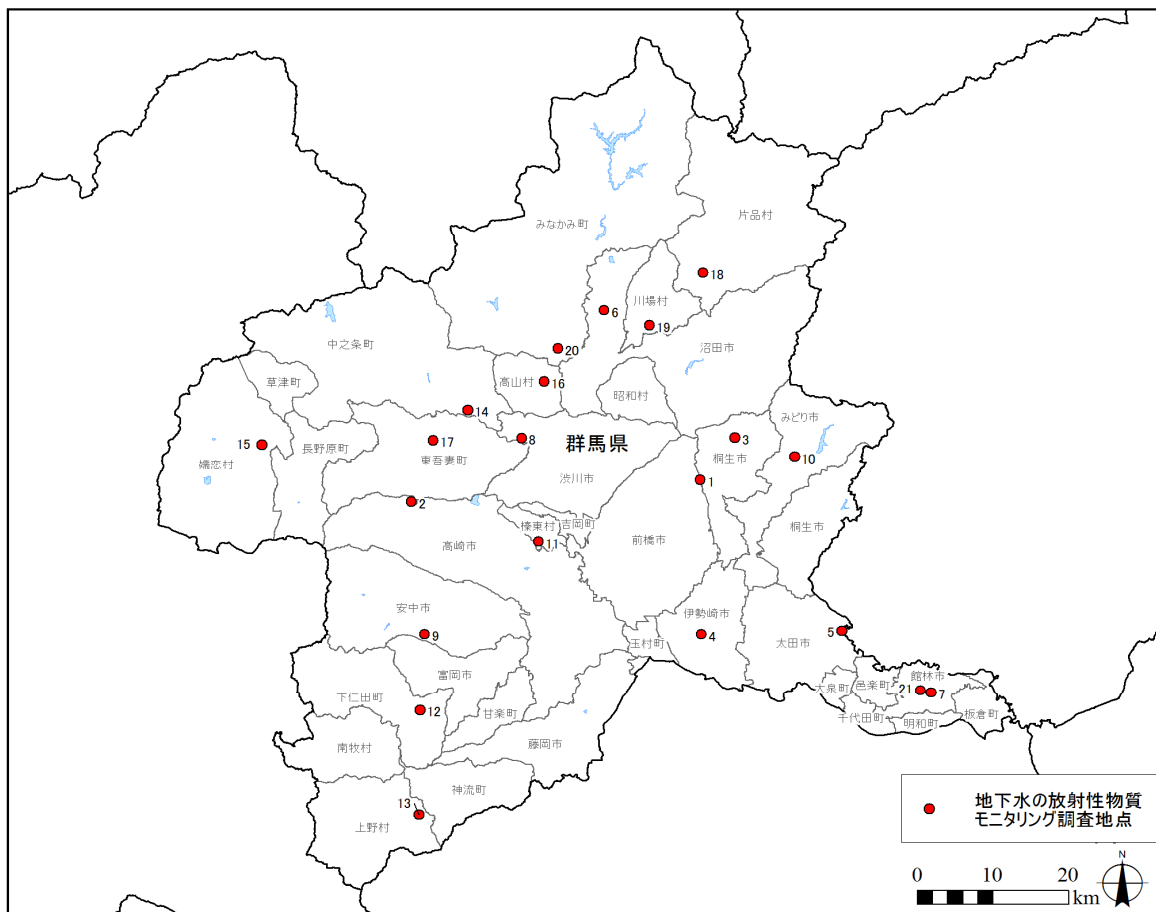 みなかみ町
片品村
18
川場村
6
19
中之条町
沼田市
20
草津町
高山村
16
昭和村
14
みどり市
15
長野原町
17
東吾妻町
8
群馬県
3
桐生市
10
嬬恋村
渋川市
1
2
榛東村
吉岡町
桐生市
高崎市
11
前橋市
安中市
9
伊勢崎市
4
玉村町
太田市
5
富岡市
下仁田町
12
甘楽町
大泉町
邑楽町
館林市
21
7
千代田町
明和町
板倉町
南牧村
藤岡市
神流町
13
上野村
地下水の放射性物質
モニタリング調査地点
N
0
10
20
km